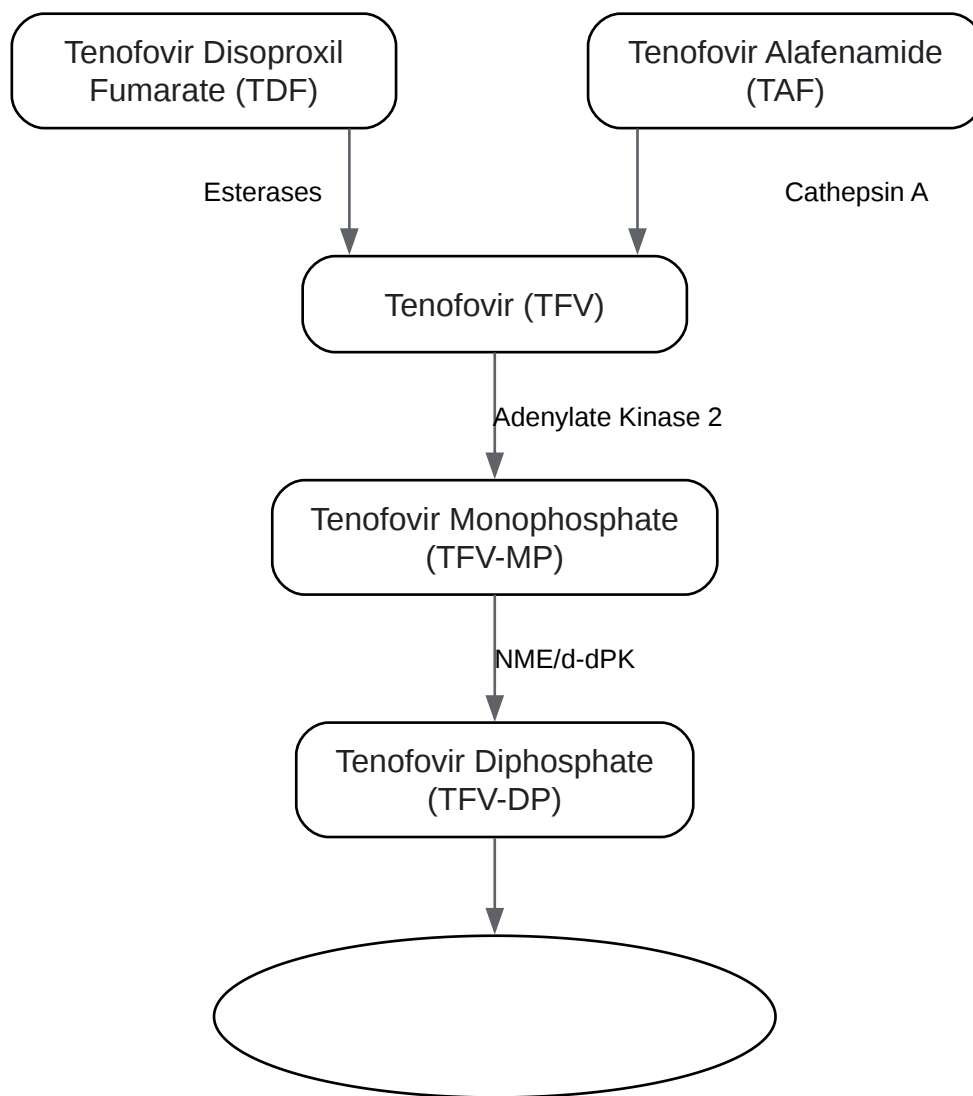 Tenofovir Disoproxil
Fumarate (TDF)
Tenofovir Alafenamide
(TAF)
Esterases
Cathepsin A
Tenofovir (TFV)
Adenylate Kinase 2
Tenofovir Monophosphate
(TFV-MP)
NME/d-dPK
Tenofovir Diphosphate
(TFV-DP)